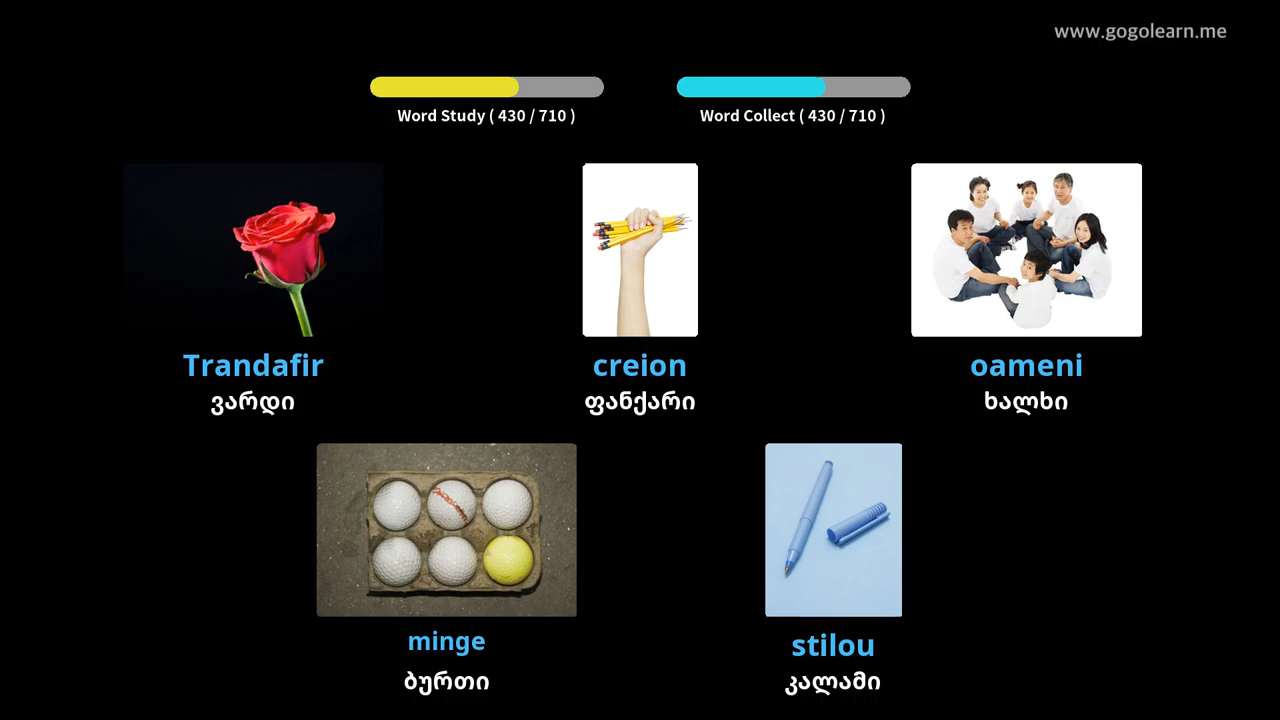 www.gogolearn.me
Word Study ( 430 / 710 )
Word Collect ( 430 / 710 )
Trandafir
ვარდი
creion
ფანქარი
oameni
ხალხი
minge
ბურთი
stilou
კალამი